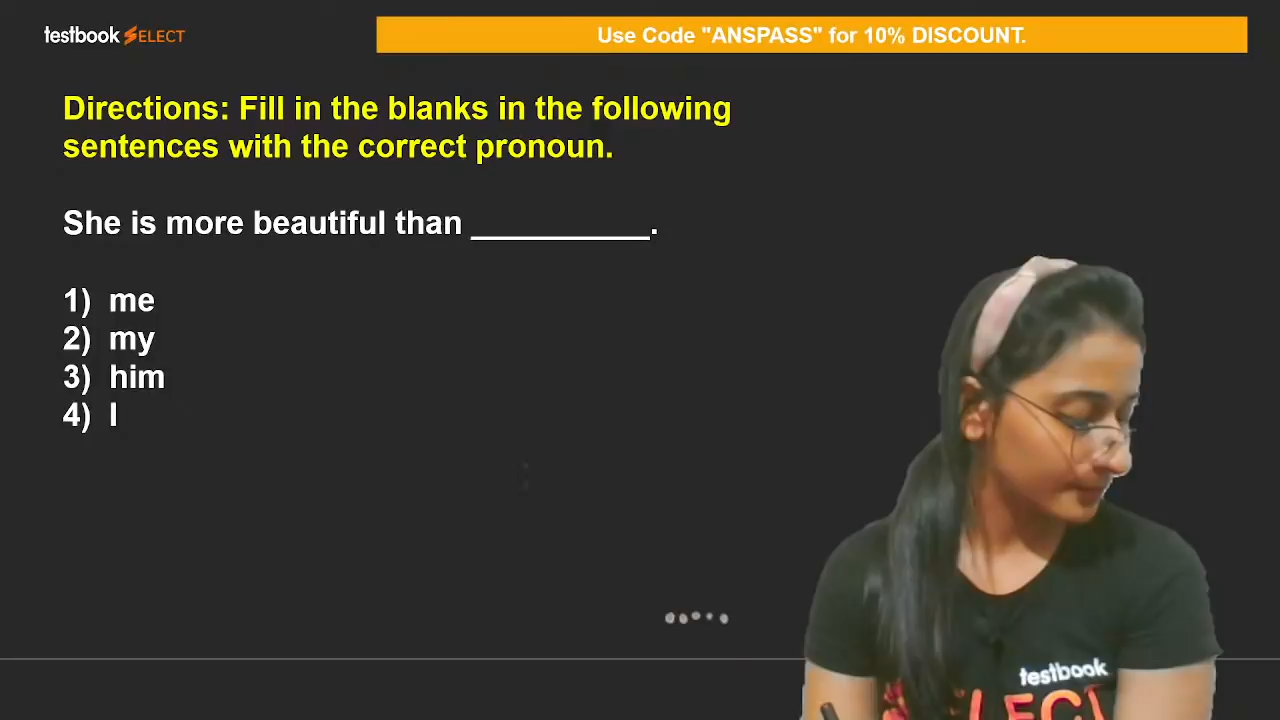 testbook SELECT
Use Code "ANSPASS" for 10% DISCOUNT.
Directions: Fill in the blanks in the following
sentences with the correct pronoun.
She is more beautiful than __________.
1) me
2) my
3) him
4) I
testbook
SELECT